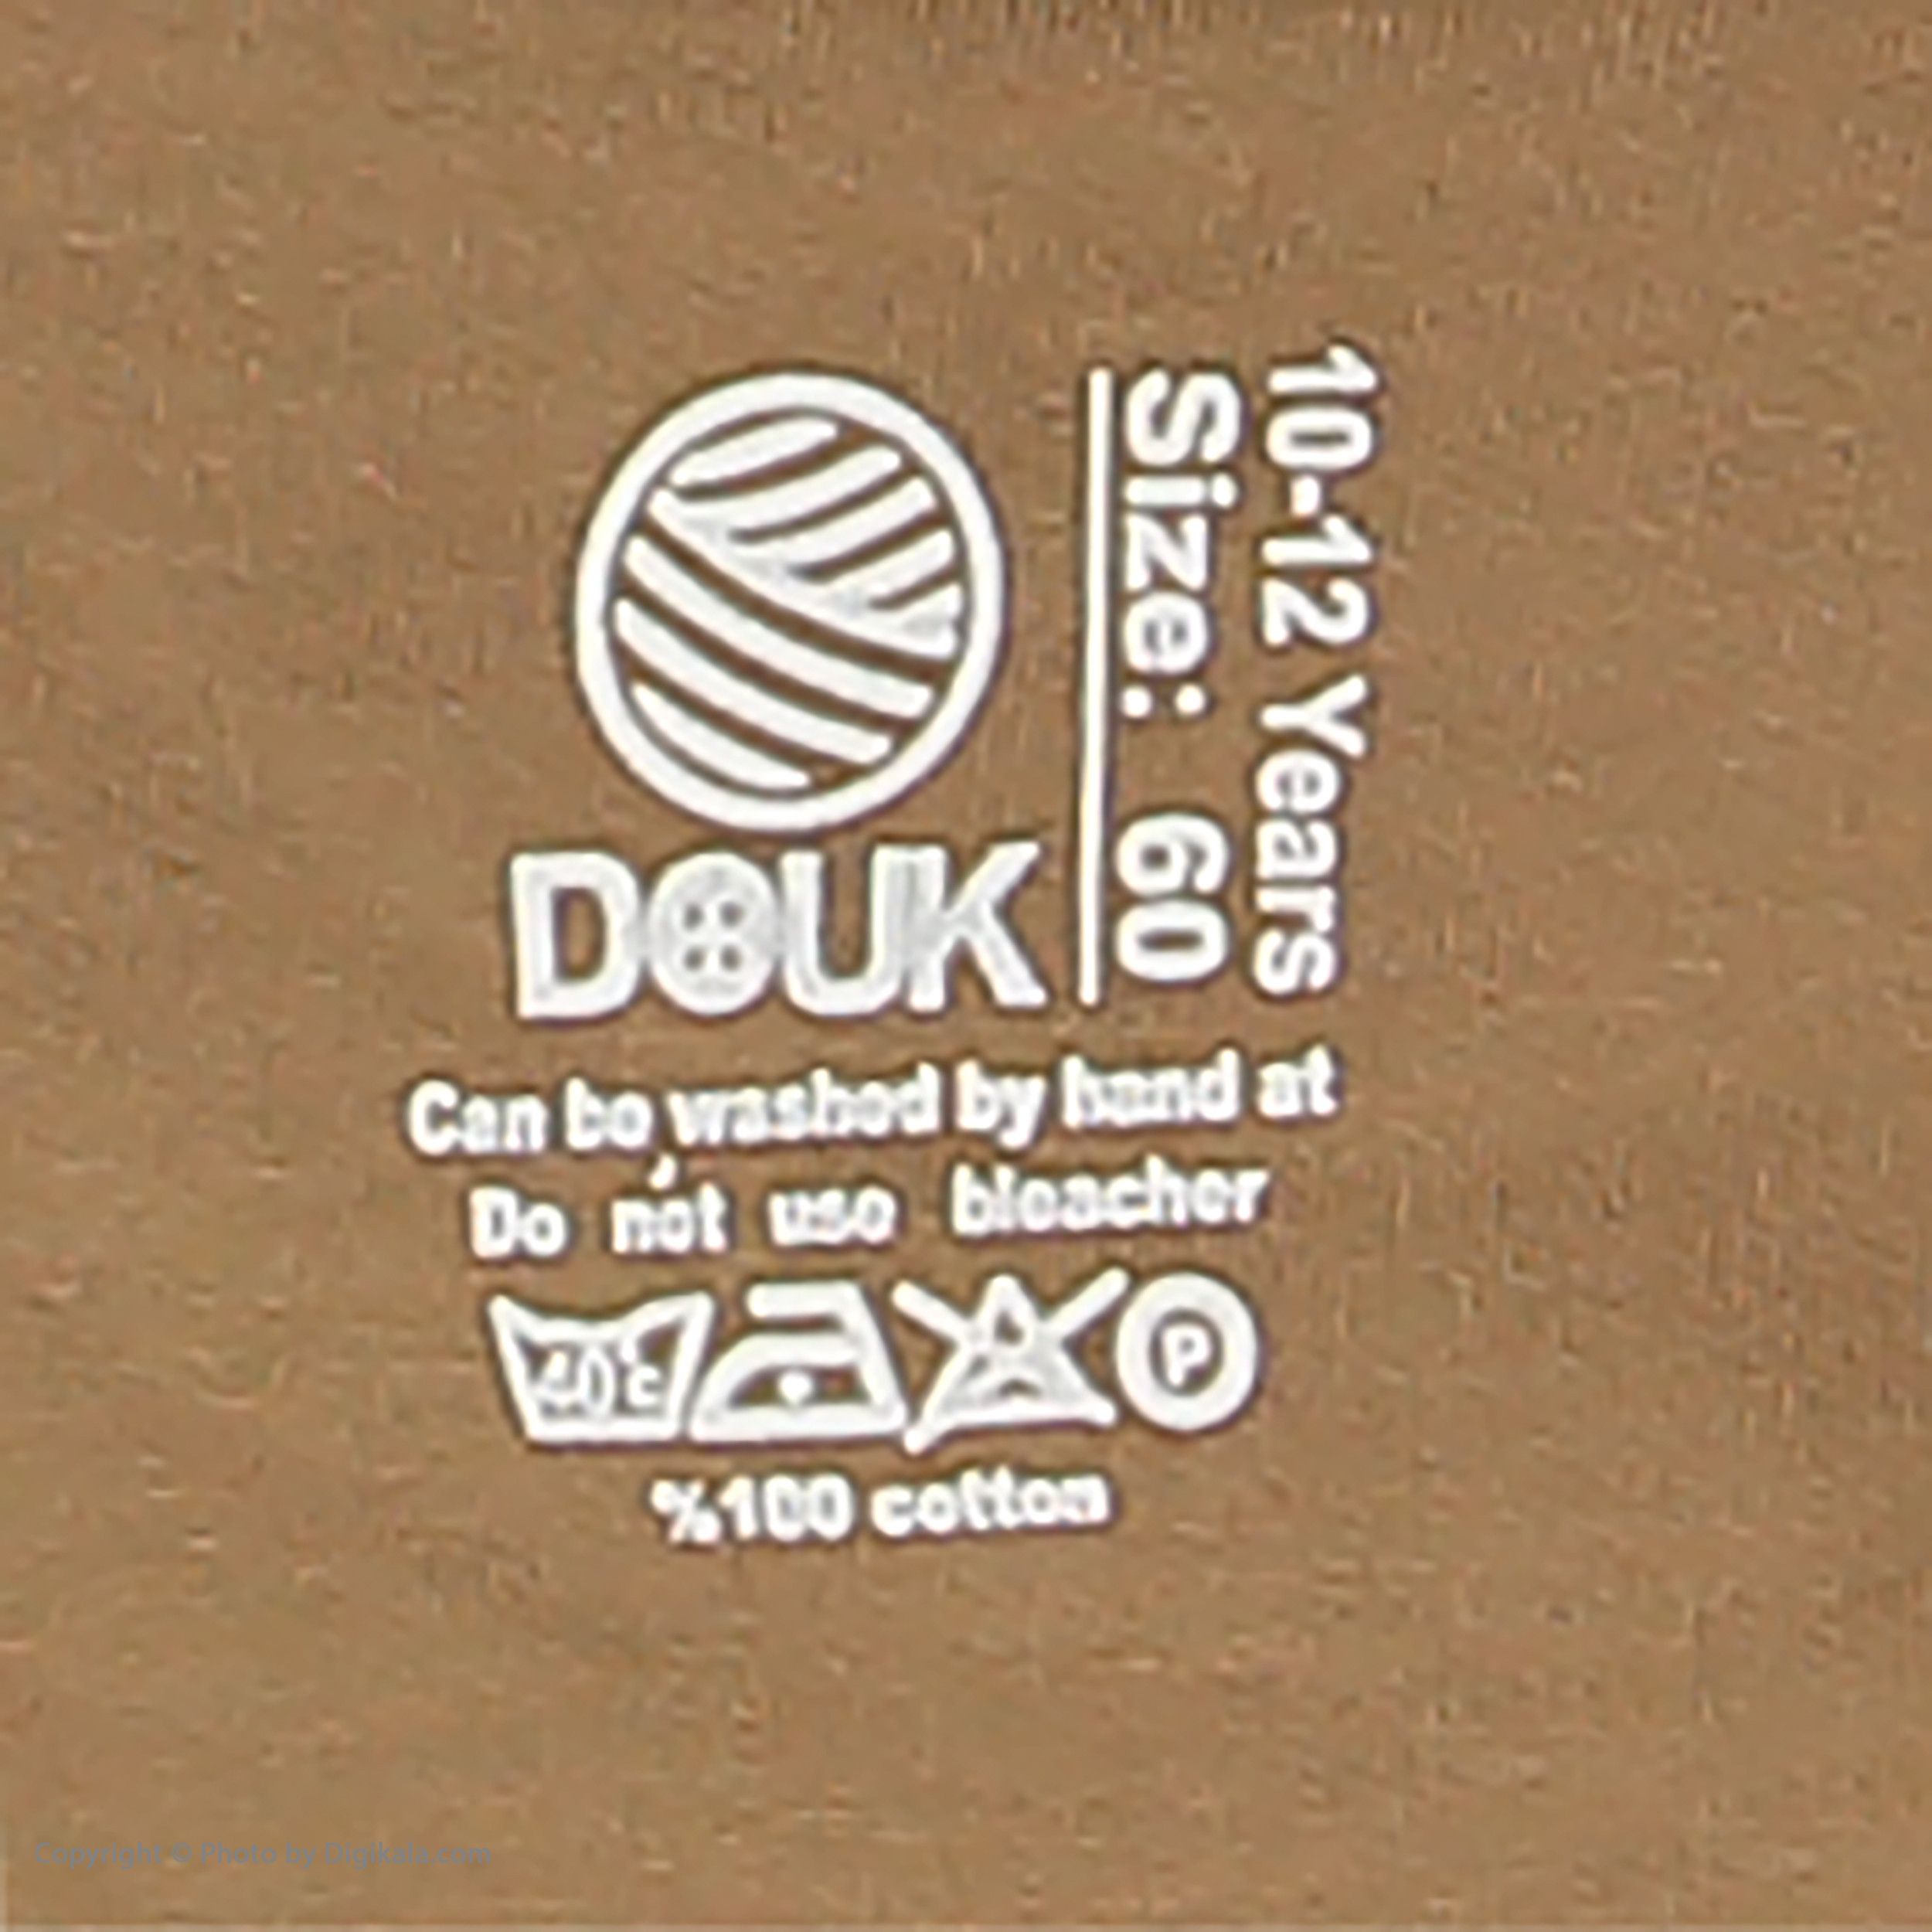 10-12 Years
Size: 60
DOUK
Can be washed by hand at
Do not use bleacher
40°c
P
%100 cotton
Copyright © Photo by Digikala.com